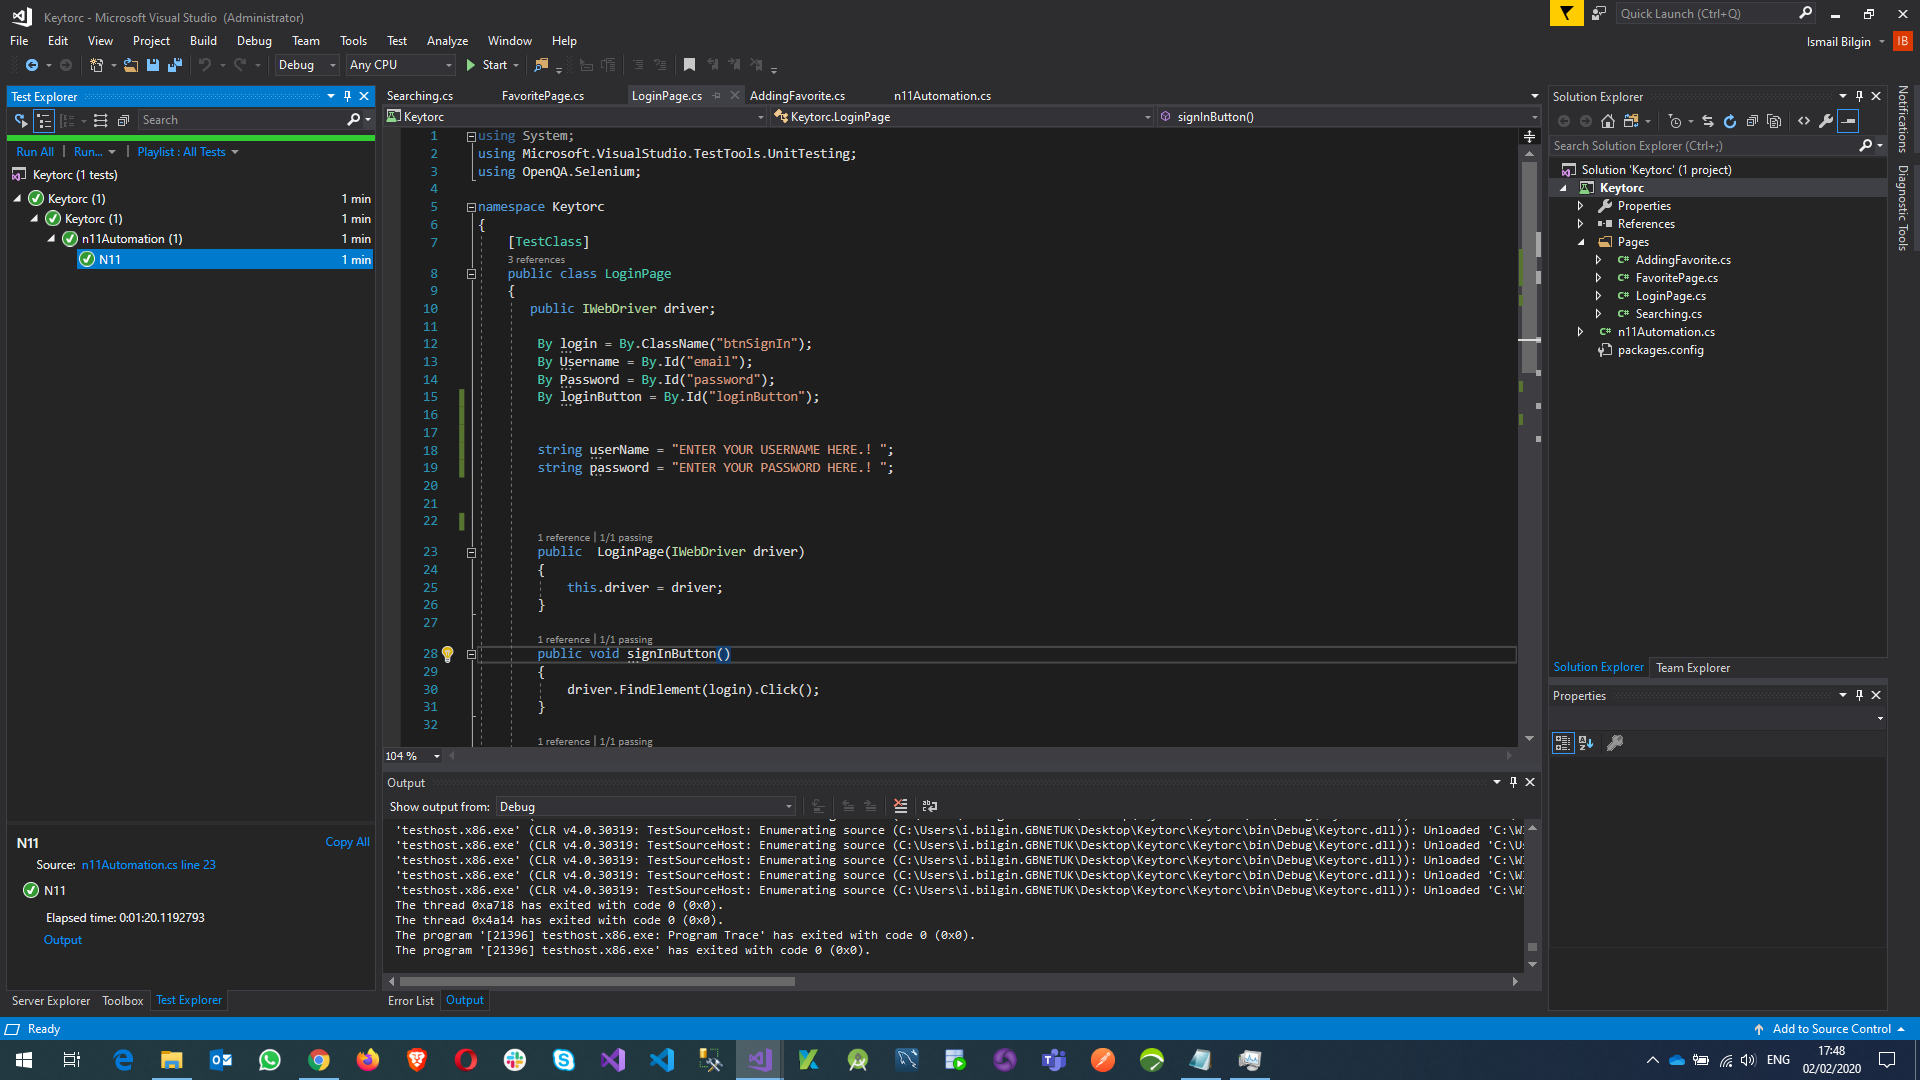 Keytorc - Microsoft Visual Studio (Administrator)
Quick Launch (Ctrl+Q)
File Edit View Project Build Debug Team Tools Test Analyze Window Help
Ismail Bilgin IB
Debug Any CPU Start
Test Explorer
Search
Run All | Run... | Playlist : All Tests
Keytorc (1 tests)
Keytorc (1) 1 min
Keytorc (1) 1 min
n11Automation (1) 1 min
N11 1 min
N11
Copy All
Source: n11Automation.cs line 23
N11
Elapsed time: 0:01:20.1192793
Output
Server Explorer Toolbox Test Explorer
Searching.cs FavoritePage.cs LoginPage.cs AddingFavorite.cs n11Automation.cs
Keytorc Keytorc.LoginPage signInButton()
1 using System;
2 using Microsoft.VisualStudio.TestTools.UnitTesting;
3 using OpenQA.Selenium;
4
5 namespace Keytorc
6 {
7 [TestClass]
3 references
8 public class LoginPage
9 {
10 public IWebDriver driver;
11
12 By login = By.ClassName("btnSignIn");
13 By Username = By.Id("email");
14 By Password = By.Id("password");
15 By loginButton = By.Id("loginButton");
16
17
18 string userName = "ENTER YOUR USERNAME HERE.! ";
19 string password = "ENTER YOUR PASSWORD HERE.! ";
20
21
22
1 reference | 1/1 passing
23 public LoginPage(IWebDriver driver)
24 {
25 this.driver = driver;
26 }
27
1 reference | 1/1 passing
28 public void signInButton()
29 {
30 driver.FindElement(login).Click();
31 }
32
1 reference | 1/1 passing
104 %
Output
Show output from: Debug
'testhost.x86.exe' (CLR v4.0.30319: TestSourceHost: Enumerating source (C:\Users\i.bilgin.GBNETUK\Desktop\Keytorc\Keytorc\bin\Debug\Keytorc.dll)): Unloaded 'C:\W
'testhost.x86.exe' (CLR v4.0.30319: TestSourceHost: Enumerating source (C:\Users\i.bilgin.GBNETUK\Desktop\Keytorc\Keytorc\bin\Debug\Keytorc.dll)): Unloaded 'C:\U
'testhost.x86.exe' (CLR v4.0.30319: TestSourceHost: Enumerating source (C:\Users\i.bilgin.GBNETUK\Desktop\Keytorc\Keytorc\bin\Debug\Keytorc.dll)): Unloaded 'C:\W
'testhost.x86.exe' (CLR v4.0.30319: TestSourceHost: Enumerating source (C:\Users\i.bilgin.GBNETUK\Desktop\Keytorc\Keytorc\bin\Debug\Keytorc.dll)): Unloaded 'C:\U
'testhost.x86.exe' (CLR v4.0.30319: TestSourceHost: Enumerating source (C:\Users\i.bilgin.GBNETUK\Desktop\Keytorc\Keytorc\bin\Debug\Keytorc.dll)): Unloaded 'C:\W
The thread 0xa718 has exited with code 0 (0x0).
The thread 0x4a14 has exited with code 0 (0x0).
The program '[21396] testhost.x86.exe: Program Trace' has exited with code 0 (0x0).
The program '[21396] testhost.x86.exe' has exited with code 0 (0x0).
Error List Output
Solution Explorer
Search Solution Explorer (Ctrl+;)
Solution 'Keytorc' (1 project)
Keytorc
Properties
References
Pages
C# AddingFavorite.cs
C# FavoritePage.cs
C# LoginPage.cs
C# Searching.cs
C# n11Automation.cs
packages.config
Solution Explorer Team Explorer
Properties
Notifications
Diagnostic Tools
Ready
Add to Source Control
ENG
17:48
02/02/2020